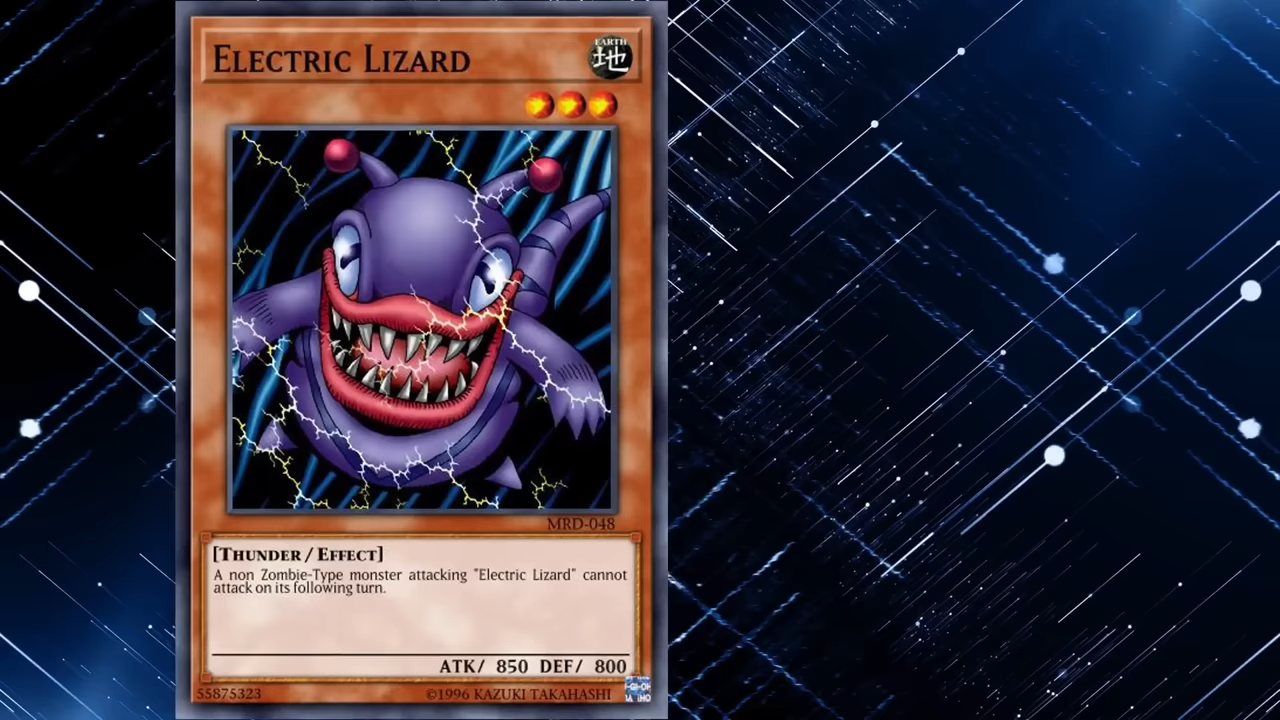 ELECTRIC LIZARD
EARTH
地
MRD-048
[THUNDER / EFFECT]
A non Zombie-Type monster attacking "Electric Lizard" cannot
attack on its following turn.
ATK/ 850 DEF/ 800
55875323
©1996 KAZUKI TAKAHASHI